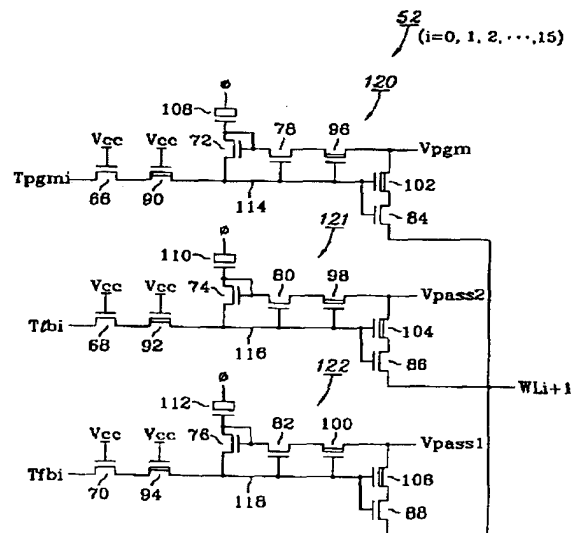 52
(i=0, 1, 2, ···,15)
120
ø
108
Vcc Vcc 72 78 96 Vpgm
Tpgmi
102
66 90 114 84
121
ø
110
Vcc Vcc 74 80 98 Vpass2
Tℓbi
104
68 92 116 86
WLi+1
122
ø
112
Vcc Vcc 76 82 100 Vpass1
Tfbi
106
70 94 118 88